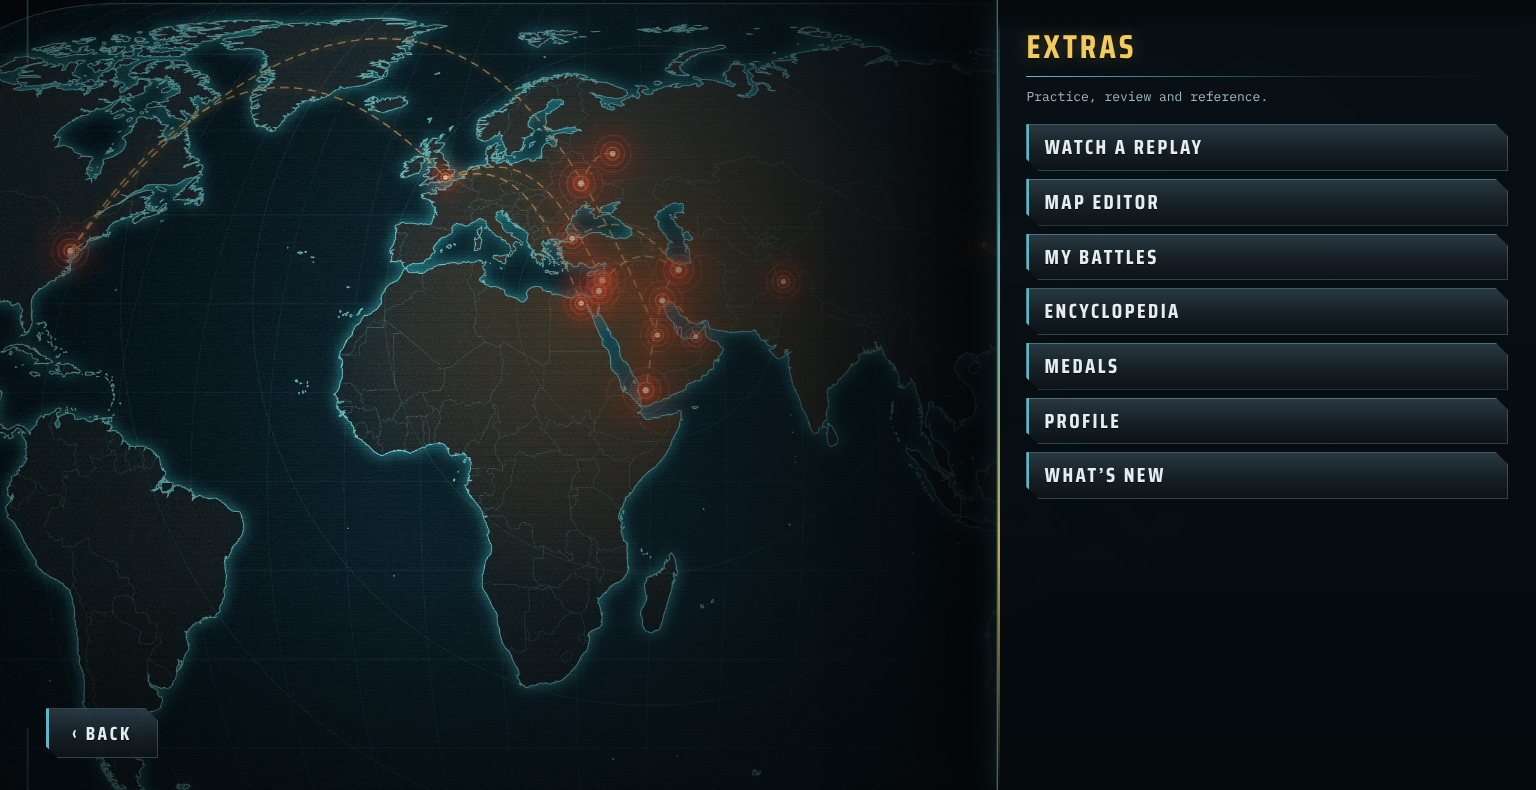 EXTRAS
Practice, review and reference.
WATCH A REPLAY
MAP EDITOR
MY BATTLES
ENCYCLOPEDIA
MEDALS
PROFILE
WHAT’S NEW
‹ BACK